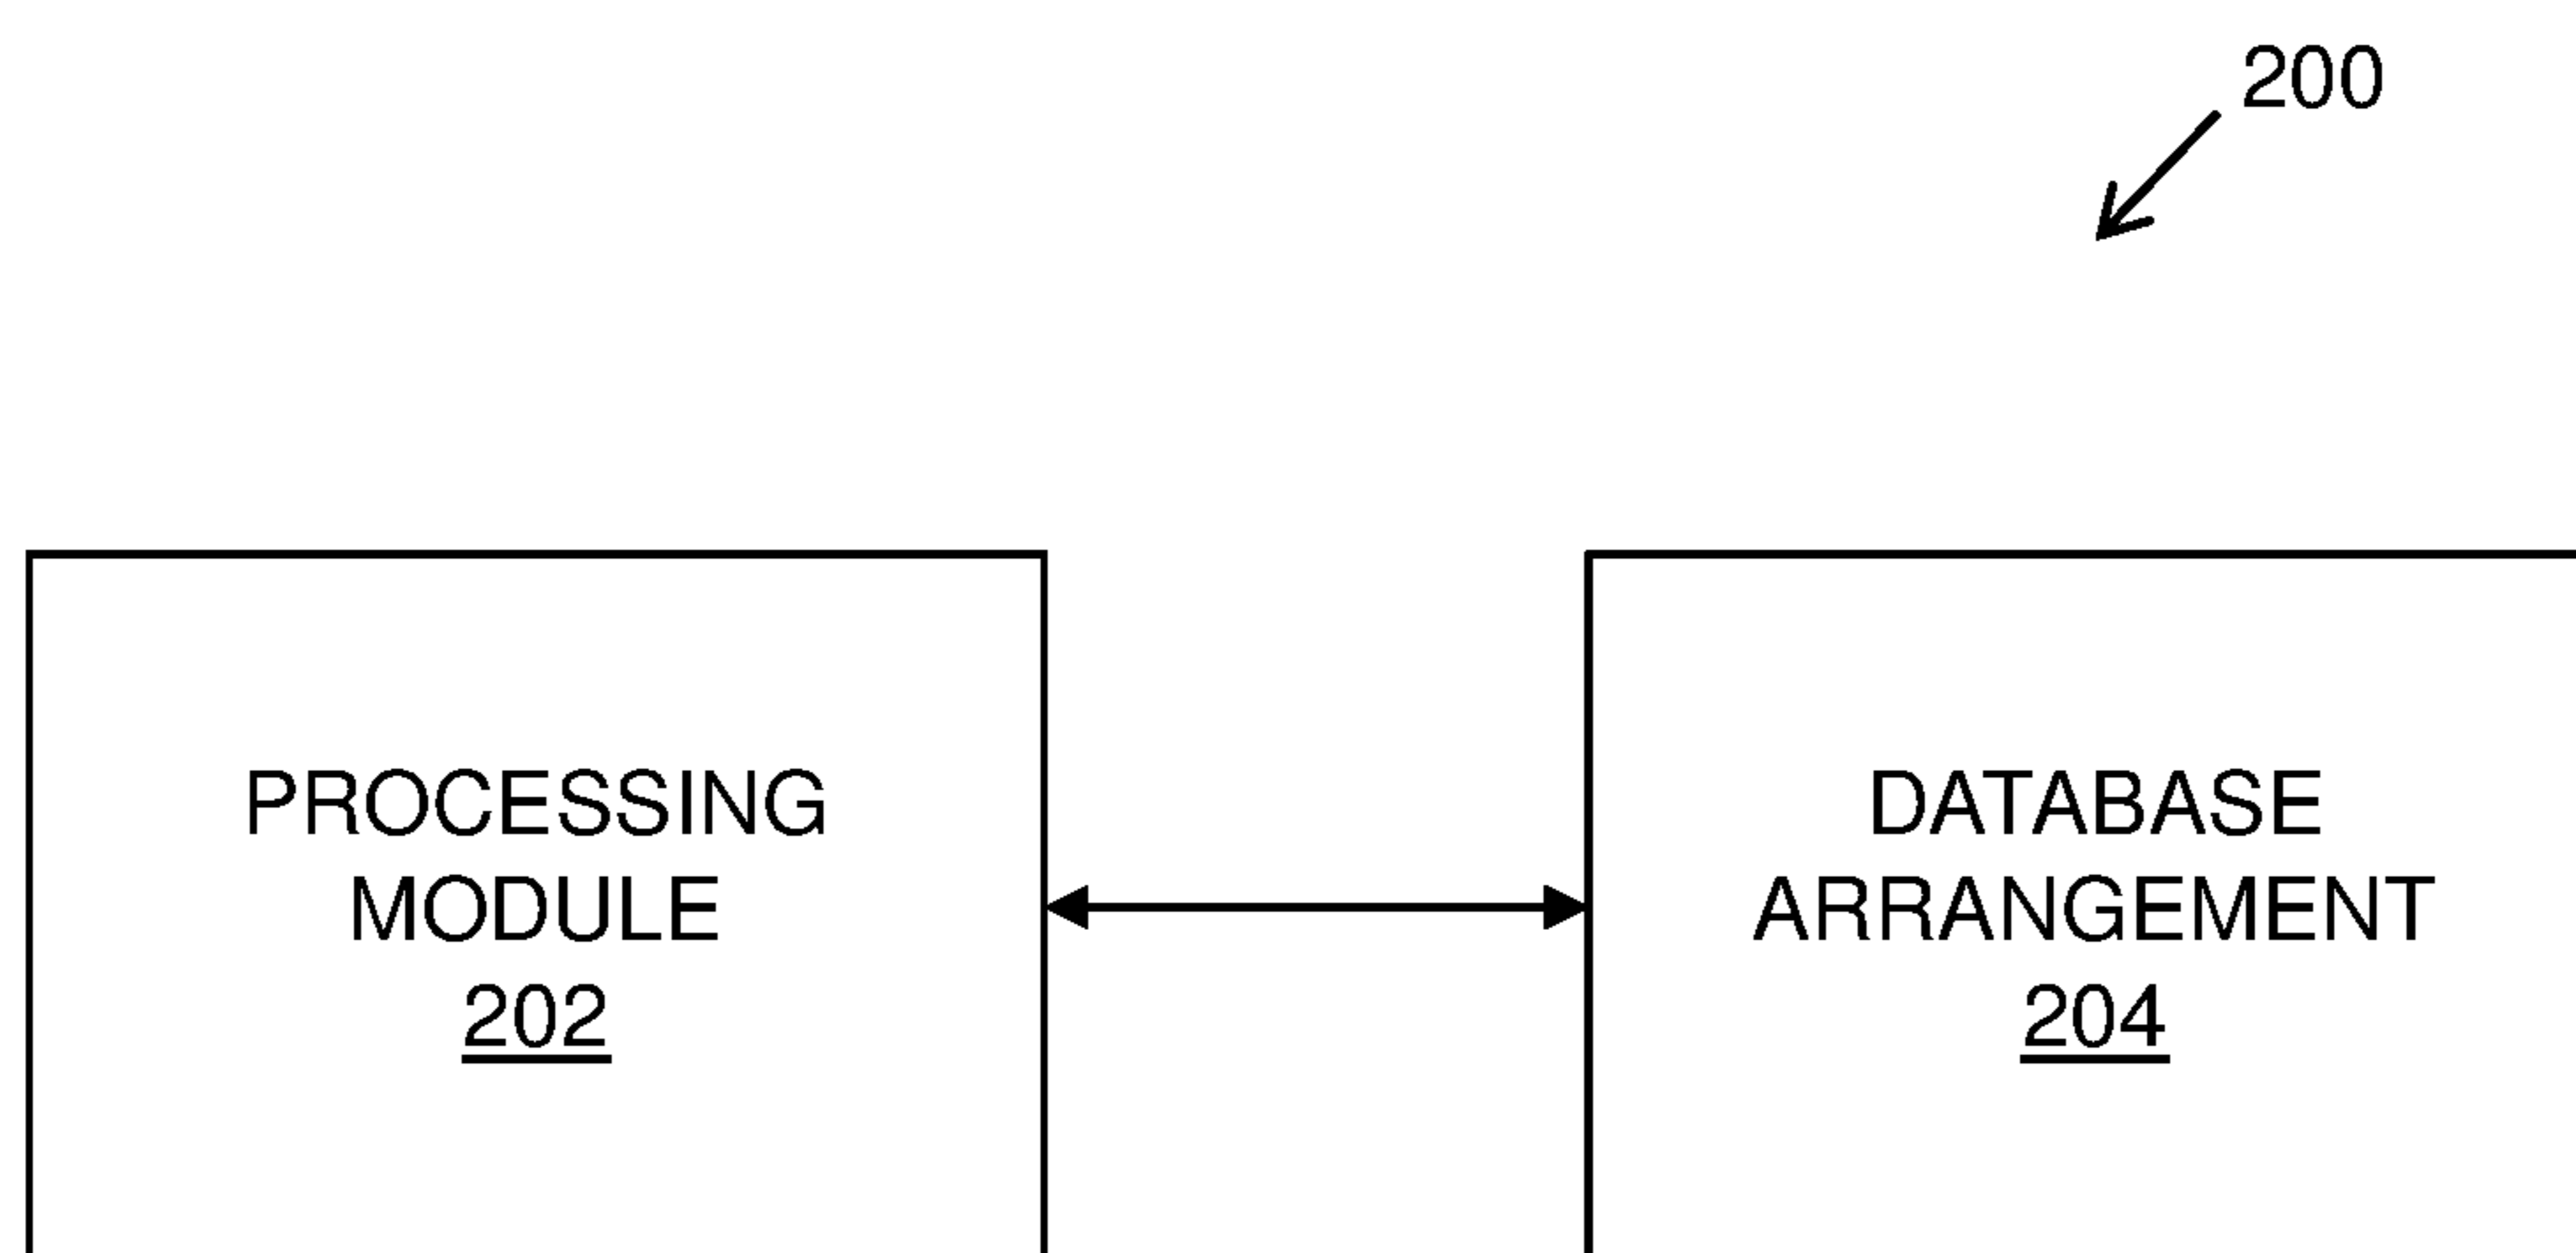 200
PROCESSING
MODULE
202
DATABASE
ARRANGEMENT
204